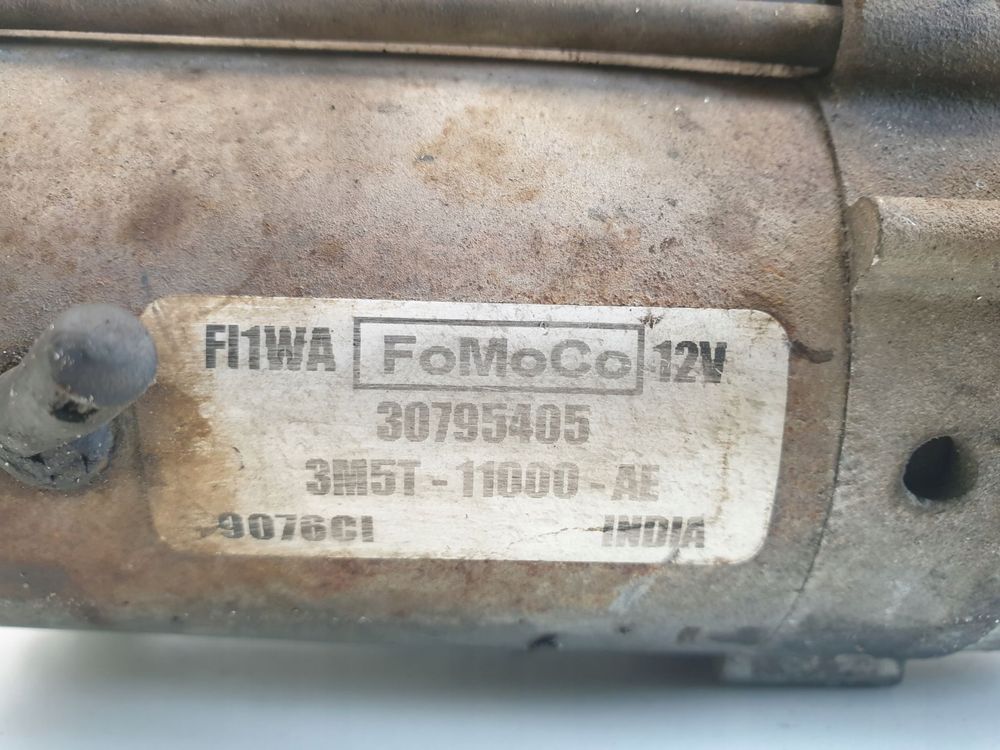 FI1WA FoMoCo 12V
30795405
3M5T - 11000 - AE
9076CI INDIA